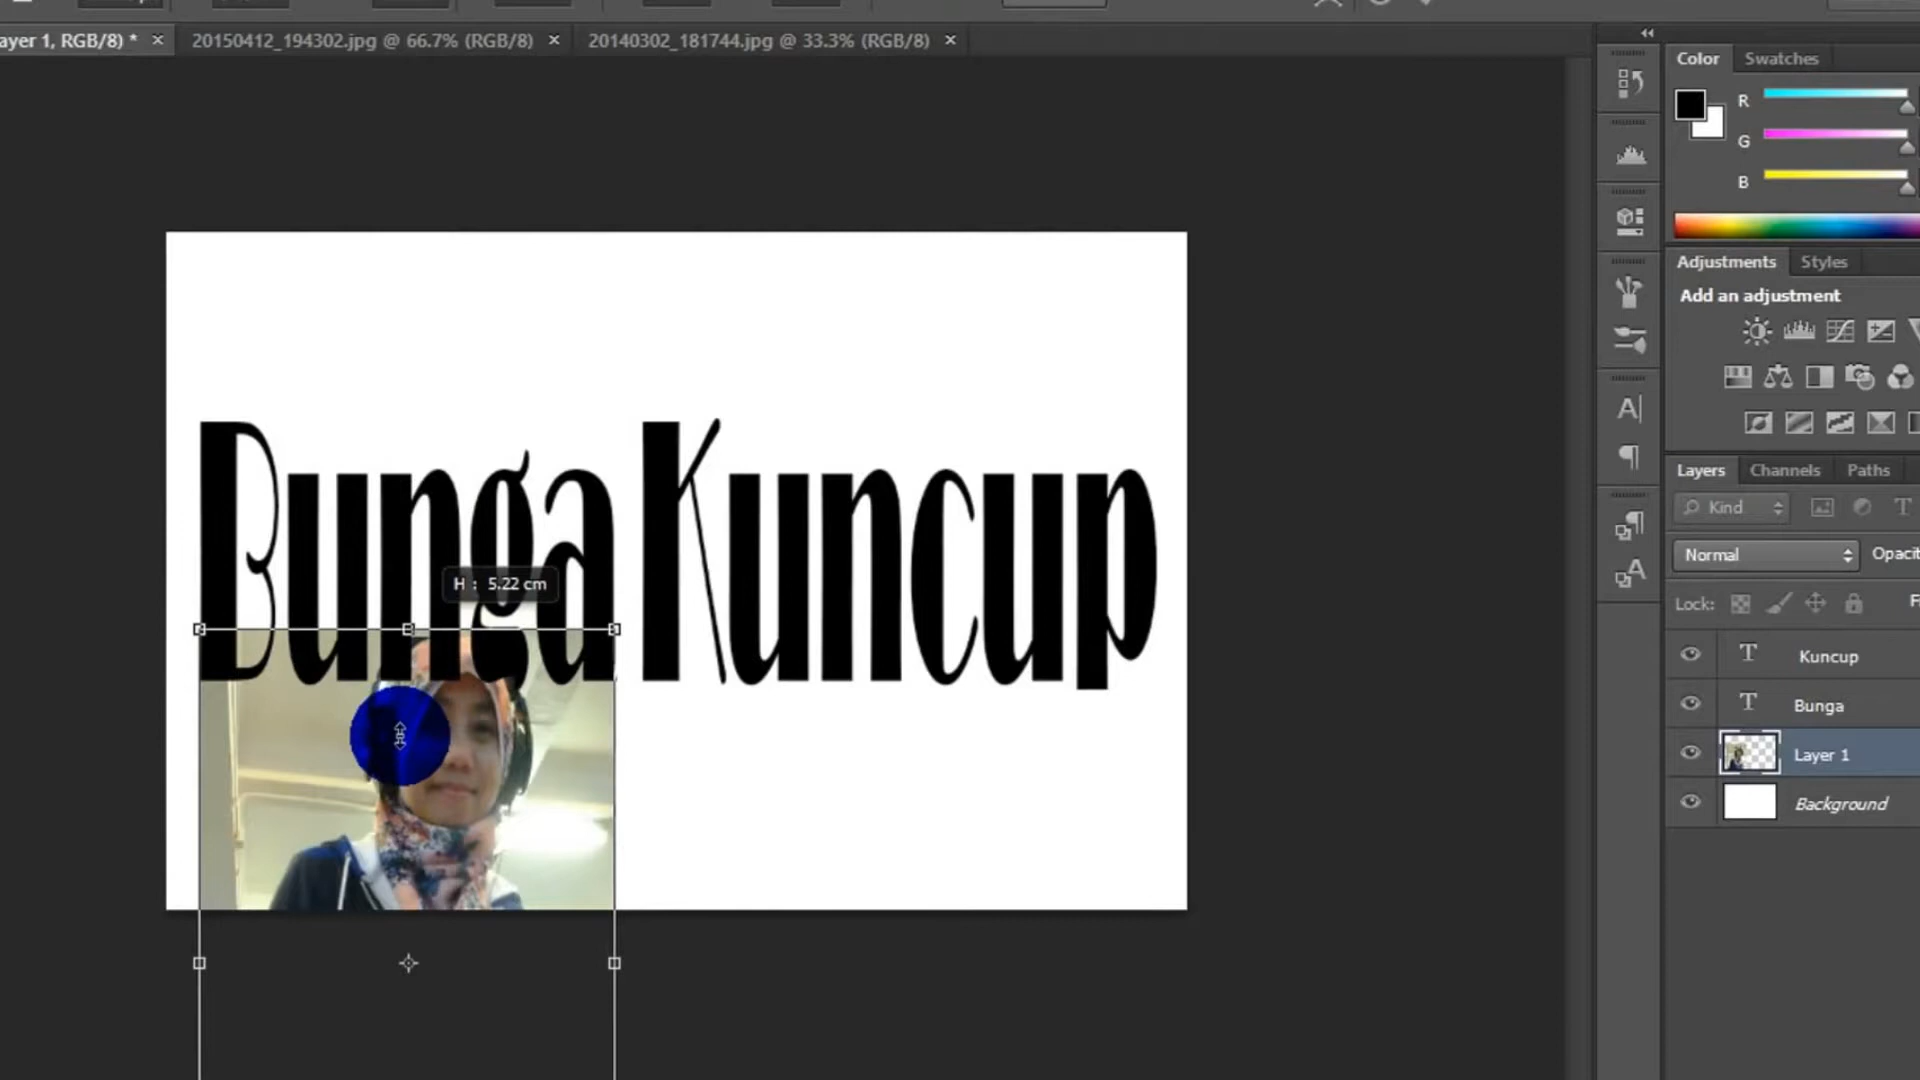 ayer 1, RGB/8) * ×
20150412_194302.jpg @ 66.7% (RGB/8) ×
20140302_181744.jpg @ 33.3% (RGB/8) ×
Color Swatches
R
G
B
Adjustments Styles
Add an adjustment
Bunga Kuncup
H : 5.22 cm
Layers Channels Paths
Kind
Normal Opacit
Lock: F
T Kuncup
T Bunga
Layer 1
Background